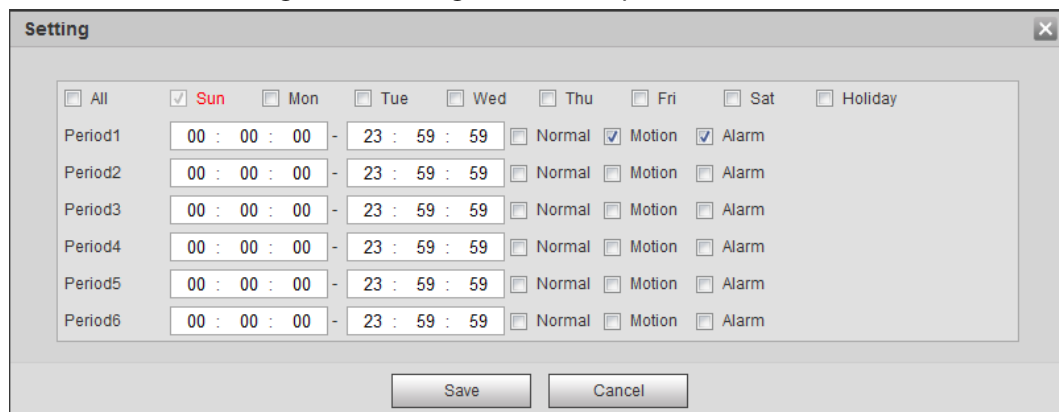 Setting
All Sun Mon Tue Wed Thu Fri Sat Holiday
Period1 00 : 00 : 00 - 23 : 59 : 59 Normal Motion Alarm
Period2 00 : 00 : 00 - 23 : 59 : 59 Normal Motion Alarm
Period3 00 : 00 : 00 - 23 : 59 : 59 Normal Motion Alarm
Period4 00 : 00 : 00 - 23 : 59 : 59 Normal Motion Alarm
Period5 00 : 00 : 00 - 23 : 59 : 59 Normal Motion Alarm
Period6 00 : 00 : 00 - 23 : 59 : 59 Normal Motion Alarm
Save Cancel